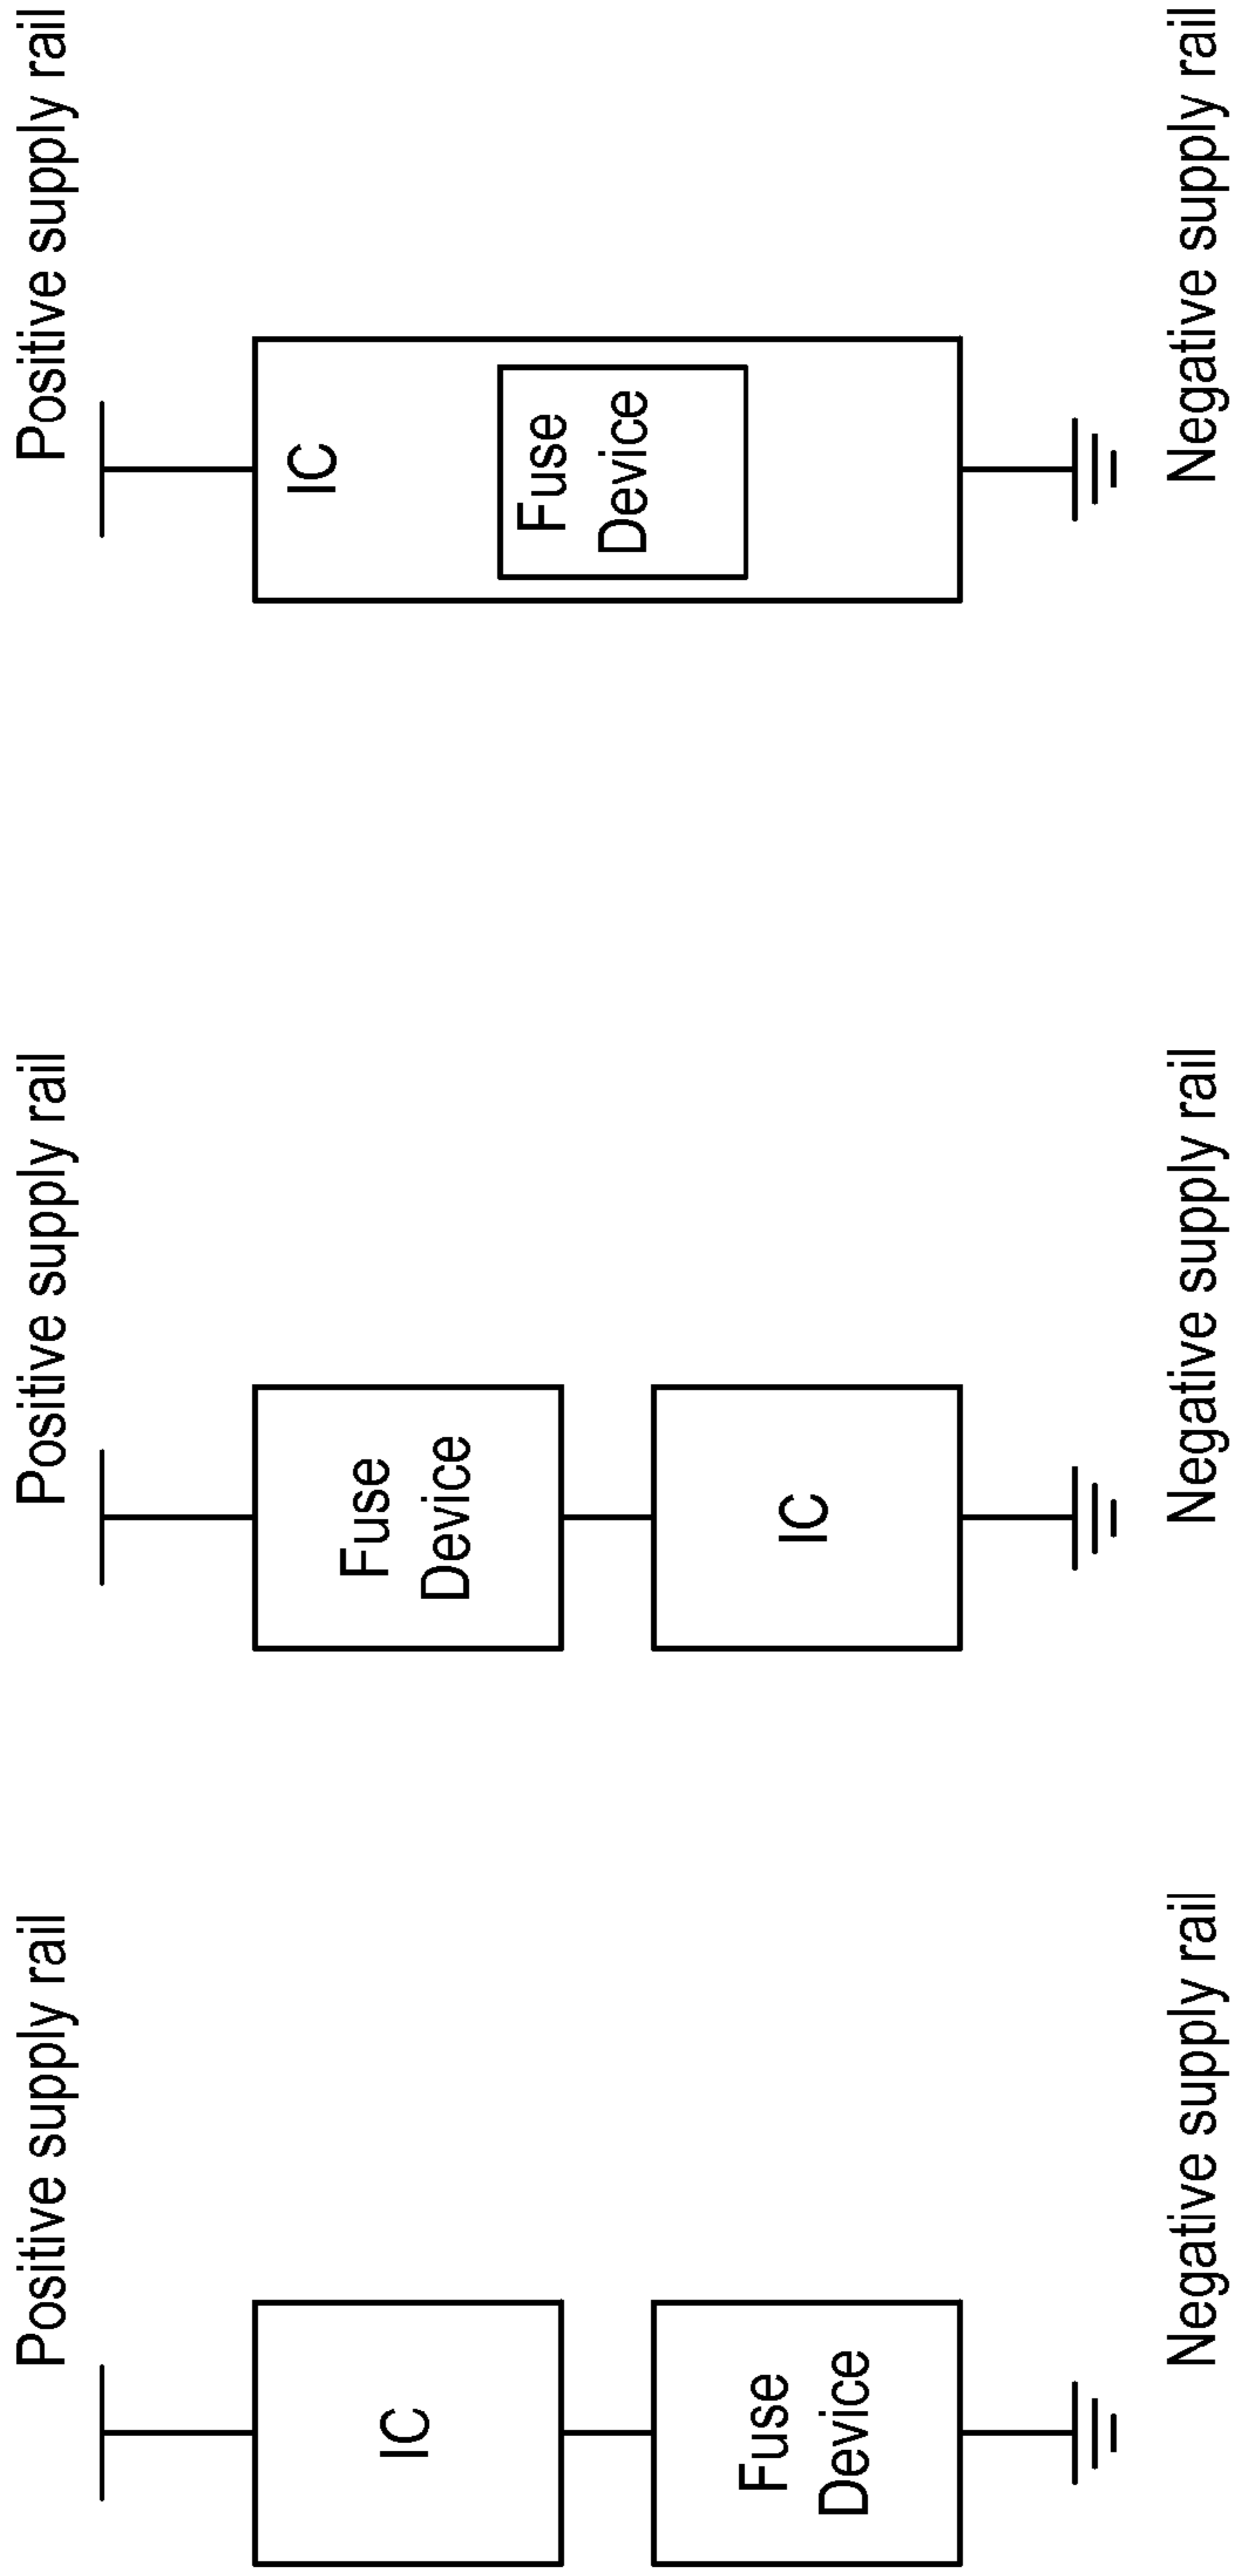 Positive supply rail
IC
Fuse
Device
Negative supply rail
Positive supply rail
Fuse
Device
IC
Negative supply rail
Positive supply rail
IC
Fuse
Device
Negative supply rail